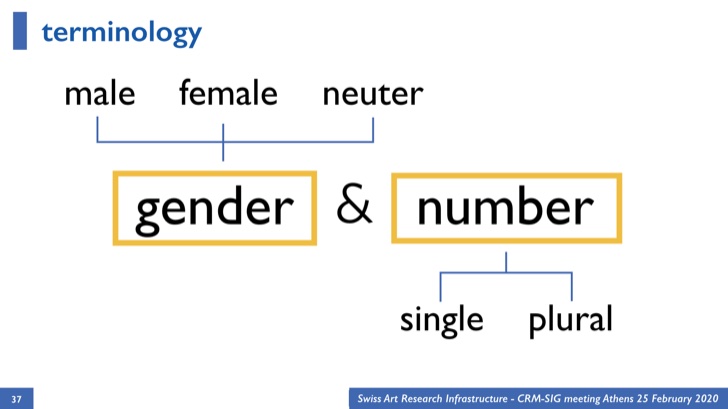 terminology
male female neuter
gender & number
single plural
37
Swiss Art Research Infrastructure - CRM-SIG meeting Athens 25 February 2020